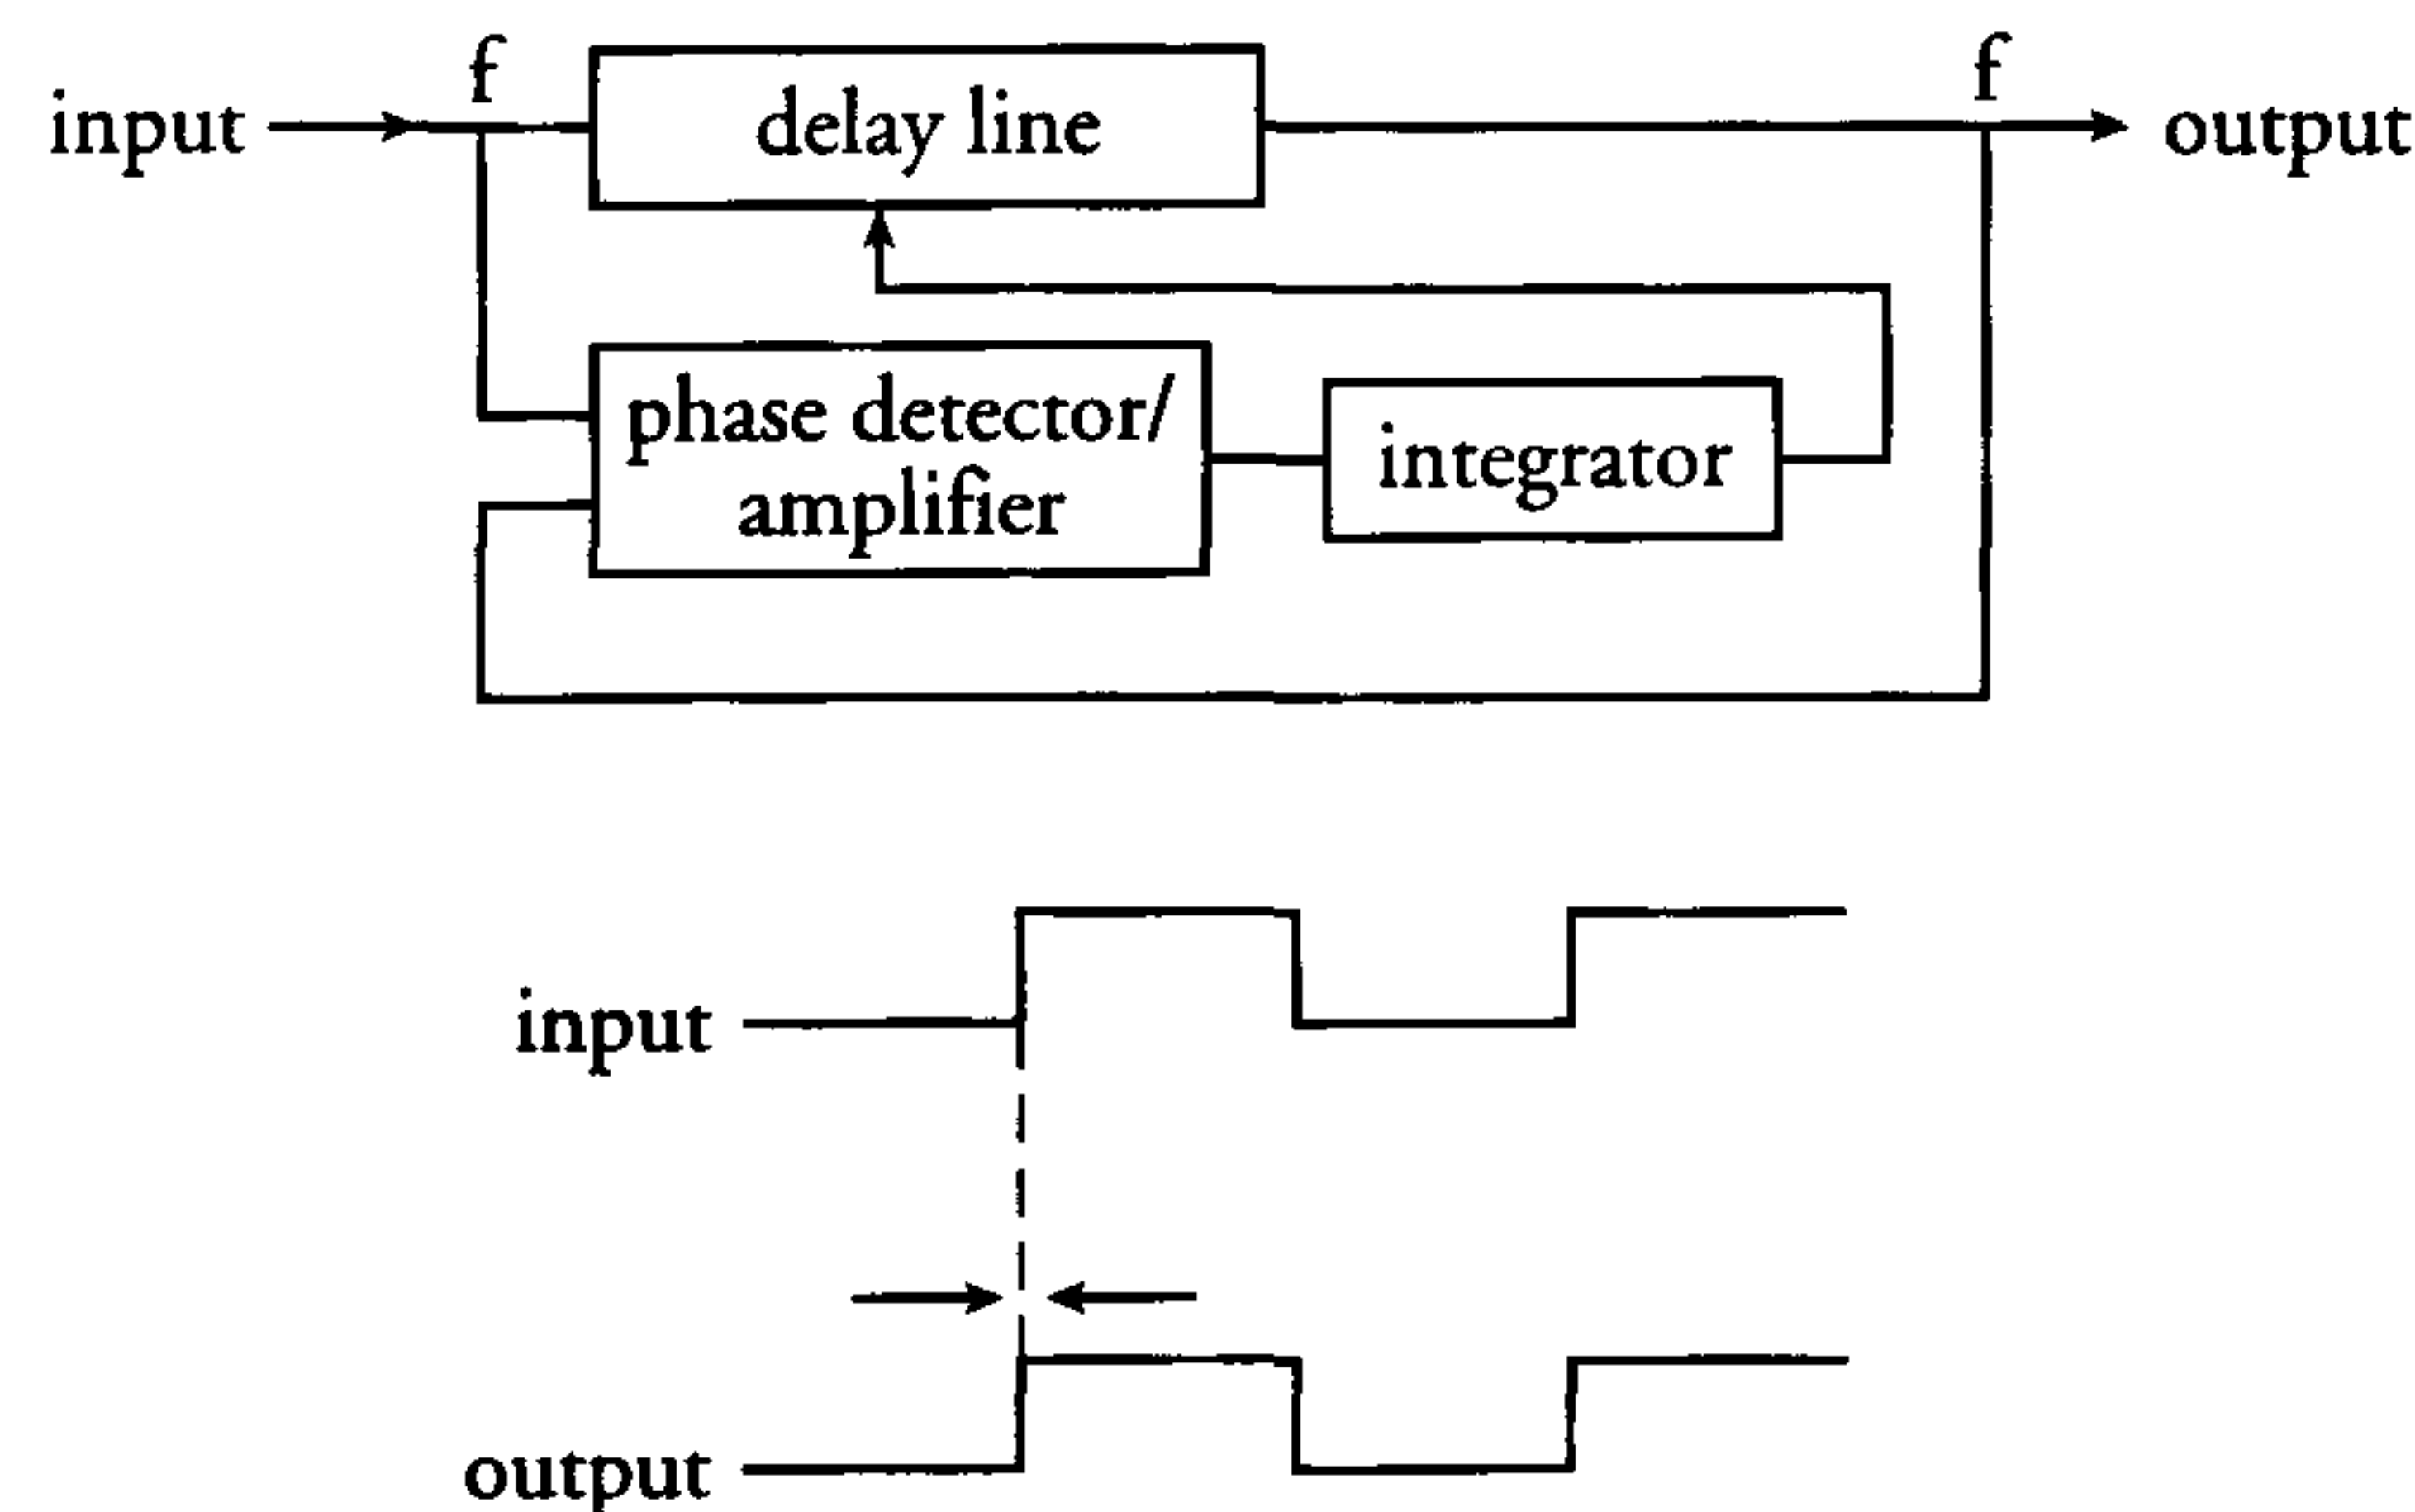 f
f
input
delay line
output
phase detector/
amplifier
integrator
input
output